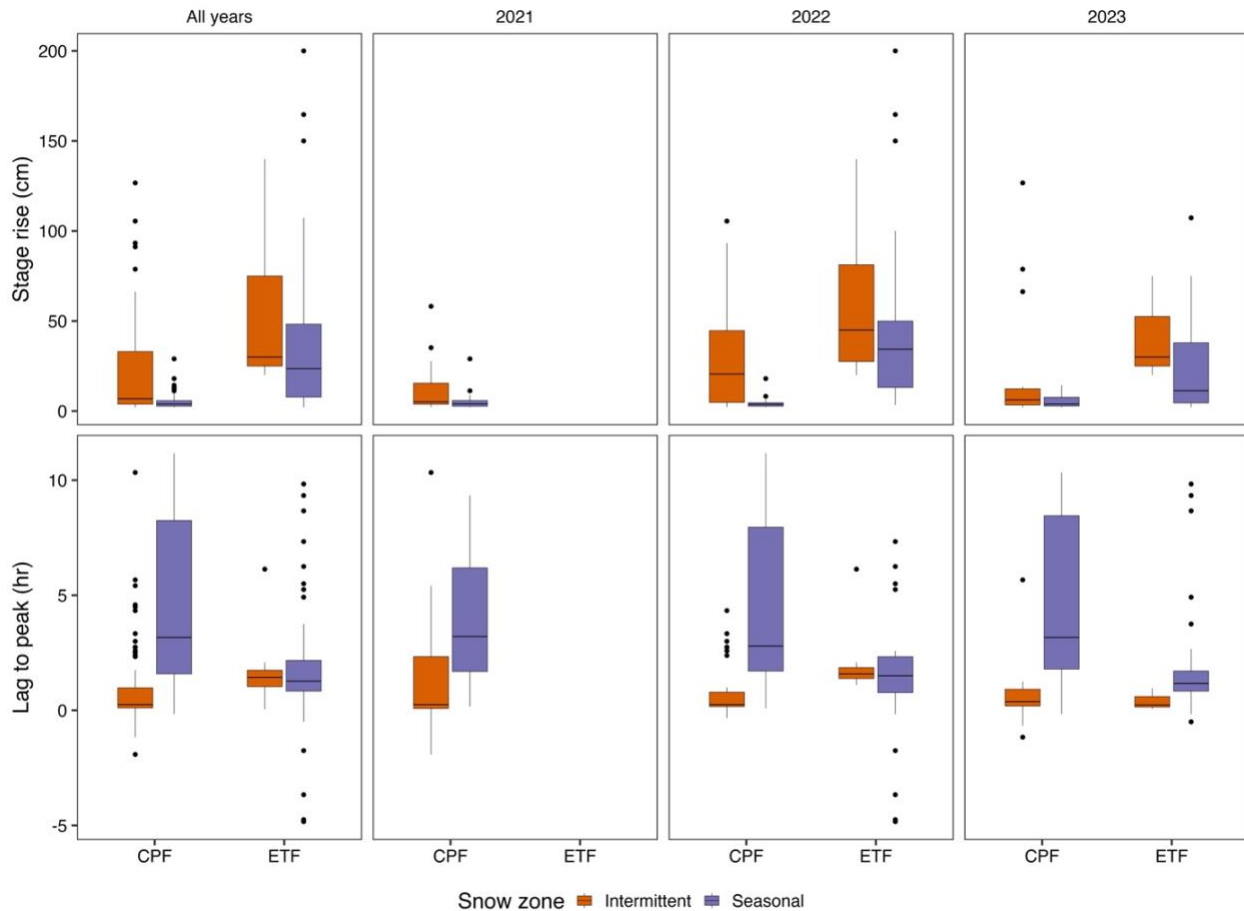 All years 2021 2022 2023
Stage rise (cm)
200
150
100
50
0
Lag to peak (hr)
10
5
0
-5
CPF ETF CPF ETF CPF ETF CPF ETF
Snow zone Intermittent Seasonal